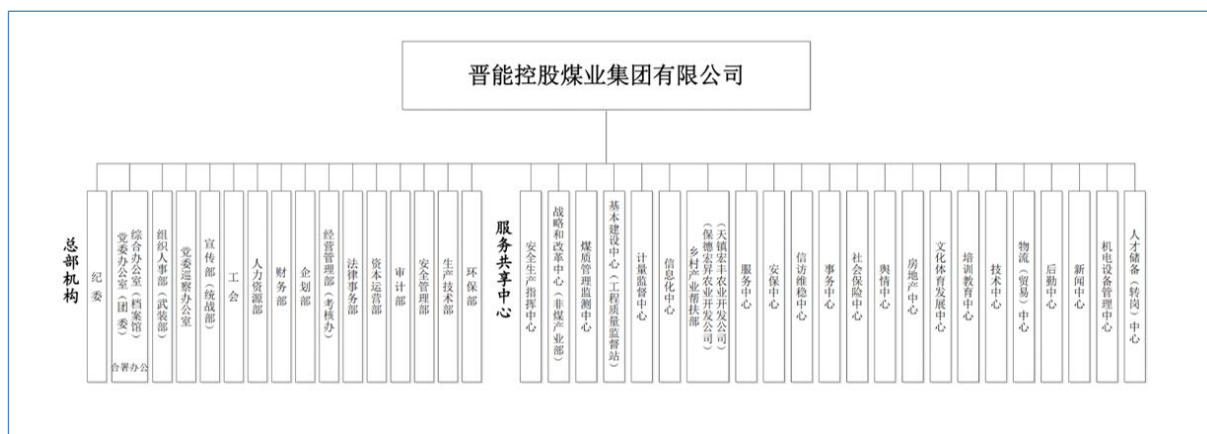 晋能控股煤业集团有限公司
总部机构
纪委
党委办公室（团委）
综合办公室（档案馆）
合署办公
组织人事部（武装部）
党委巡察办公室
宣传部（统战部）
工会
人力资源部
财务部
企划部
经营管理部（考核办）
法律事务部
资本运营部
审计部
安全管理部
生产技术部
环保部
服务共享中心
安全生产指挥中心
战略和改革中心（非煤产业部）
煤质管理监测中心
基本建设中心（工程质量监督站）
计量监督中心
信息化中心
乡村产业帮扶部
（保德宏昇农业开发公司）
（天镇宏丰农业开发公司）
服务中心
安保中心
信访维稳中心
事务中心
社会保险中心
舆情中心
房地产中心
文化体育发展中心
培训教育中心
技术中心
物流（贸易）中心
后勤中心
新闻中心
机电设备管理中心
人才储备（转岗）中心